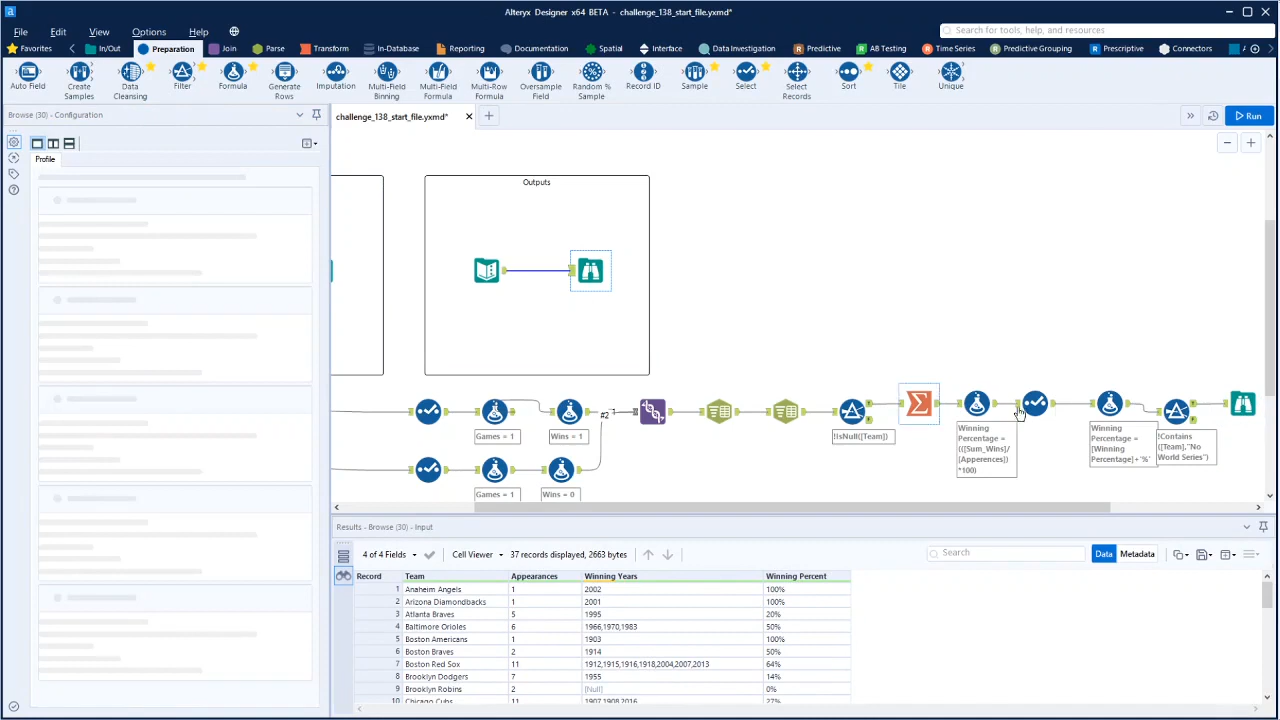 Alteryx Designer x64 BETA - challenge_138_start_file.yxmd*
File Edit View Options Help
Search for tools, help, and resources
Favorites In/Out Preparation Join Parse Transform In-Database Reporting Documentation Spatial Interface Data Investigation Predictive AB Testing Time Series Predictive Grouping Prescriptive Connectors
Auto Field Create Samples Data Cleansing Filter Formula Generate Rows Imputation Multi-Field Binning Multi-Field Formula Multi-Row Formula Oversample Field Random % Sample Record ID Sample Select Select Records Sort Tile Unique
Browse (30) - Configuration
challenge_138_start_file.yxmd*
Run
Profile
Outputs
#2
Games = 1
Wins = 1
!IsNull([Team])
Winning
Percentage =
(([Sum_Wins]/
[Apperences])
*100)
Winning
Percentage =
[Winning
Percentage]+'%'
!Contains
([Team],"No
World Series")
Games = 1
Wins = 0
Results - Browse (30) - Input
4 of 4 Fields Cell Viewer 37 records displayed, 2663 bytes Search Data Metadata
Record Team Appearances Winning Years Winning Percent
1 Anaheim Angels 1 2002 100%
2 Arizona Diamondbacks 1 2001 100%
3 Atlanta Braves 5 1995 20%
4 Baltimore Orioles 6 1966,1970,1983 50%
5 Boston Americans 1 1903 100%
6 Boston Braves 2 1914 50%
7 Boston Red Sox 11 1912,1915,1916,1918,2004,2007,2013 64%
8 Brooklyn Dodgers 7 1955 14%
9 Brooklyn Robins 2 [Null] 0%
10 Chicago Cubs 11 1907,1908,2016 27%